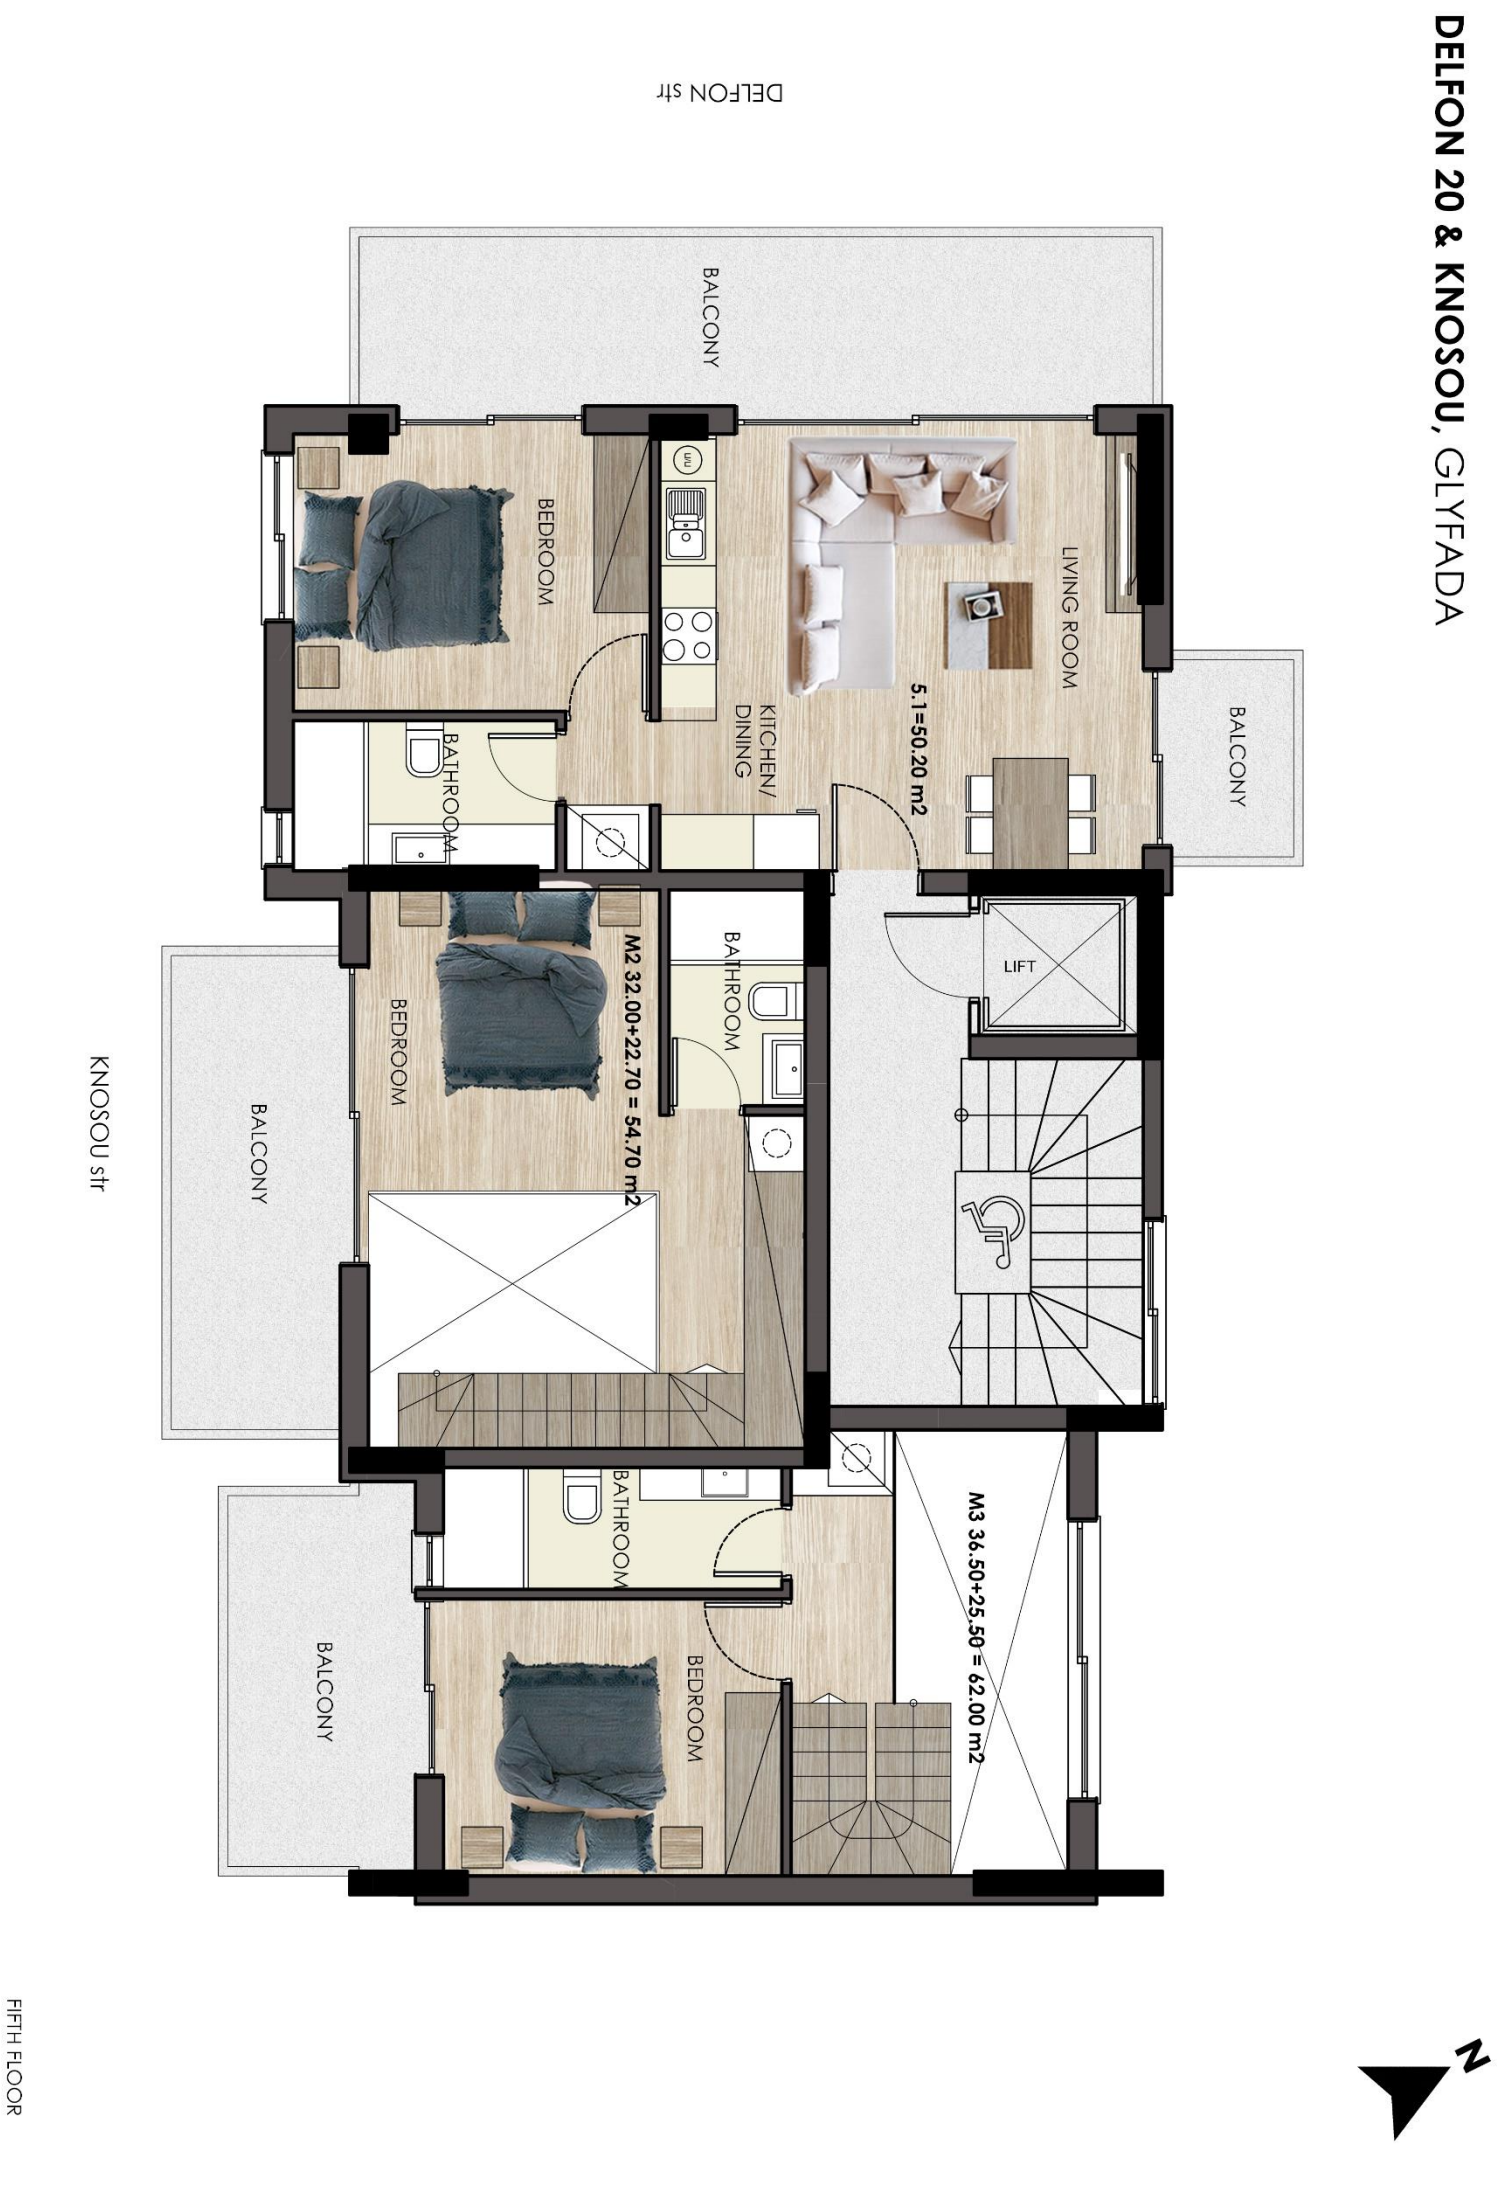 DELFON 20 & KNOSOU, GLYFADA
DELFON str
BALCONY
BEDROOM
n/n
LIVING ROOM
5.1=50.20 m2
KITCHEN/
DINING
BALCONY
BATHROOM
LIFT
BATHROOM
M2 32.00+22.70 = 54.70 m2
BEDROOM
BALCONY
KNOSOU str
BATHROOM
M3 36.50+25.50 = 62.00 m2
BEDROOM
BALCONY
FIFTH FLOOR
N